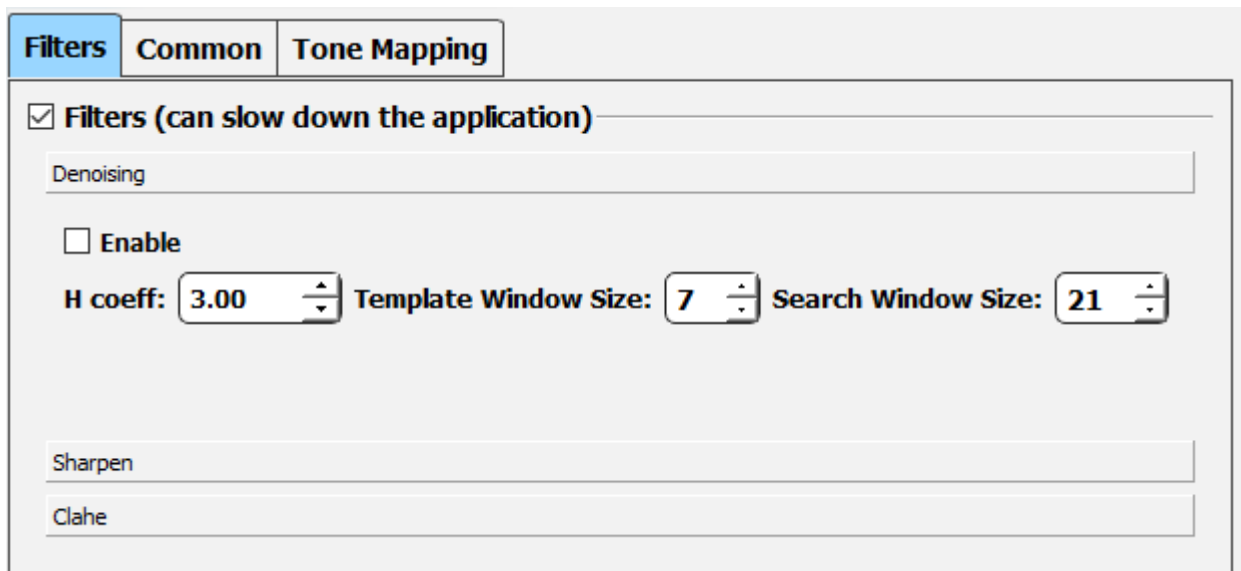 Filters Common Tone Mapping
Filters (can slow down the application)
Denoising
Enable
H coeff: 3.00 Template Window Size: 7 Search Window Size: 21
Sharpen
Clahe